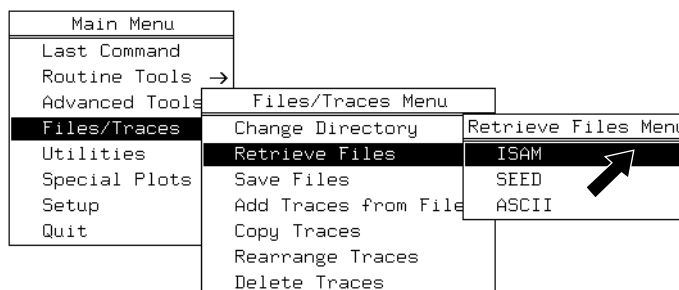 Main Menu
Last Command
Routine Tools →
Advanced Tools
Files/Traces
Utilities
Special Plots
Setup
Quit
Files/Traces Menu
Change Directory
Retrieve Files
Save Files
Add Traces from File
Copy Traces
Rearrange Traces
Delete Traces
Retrieve Files Menu
ISAM
SEED
ASCII